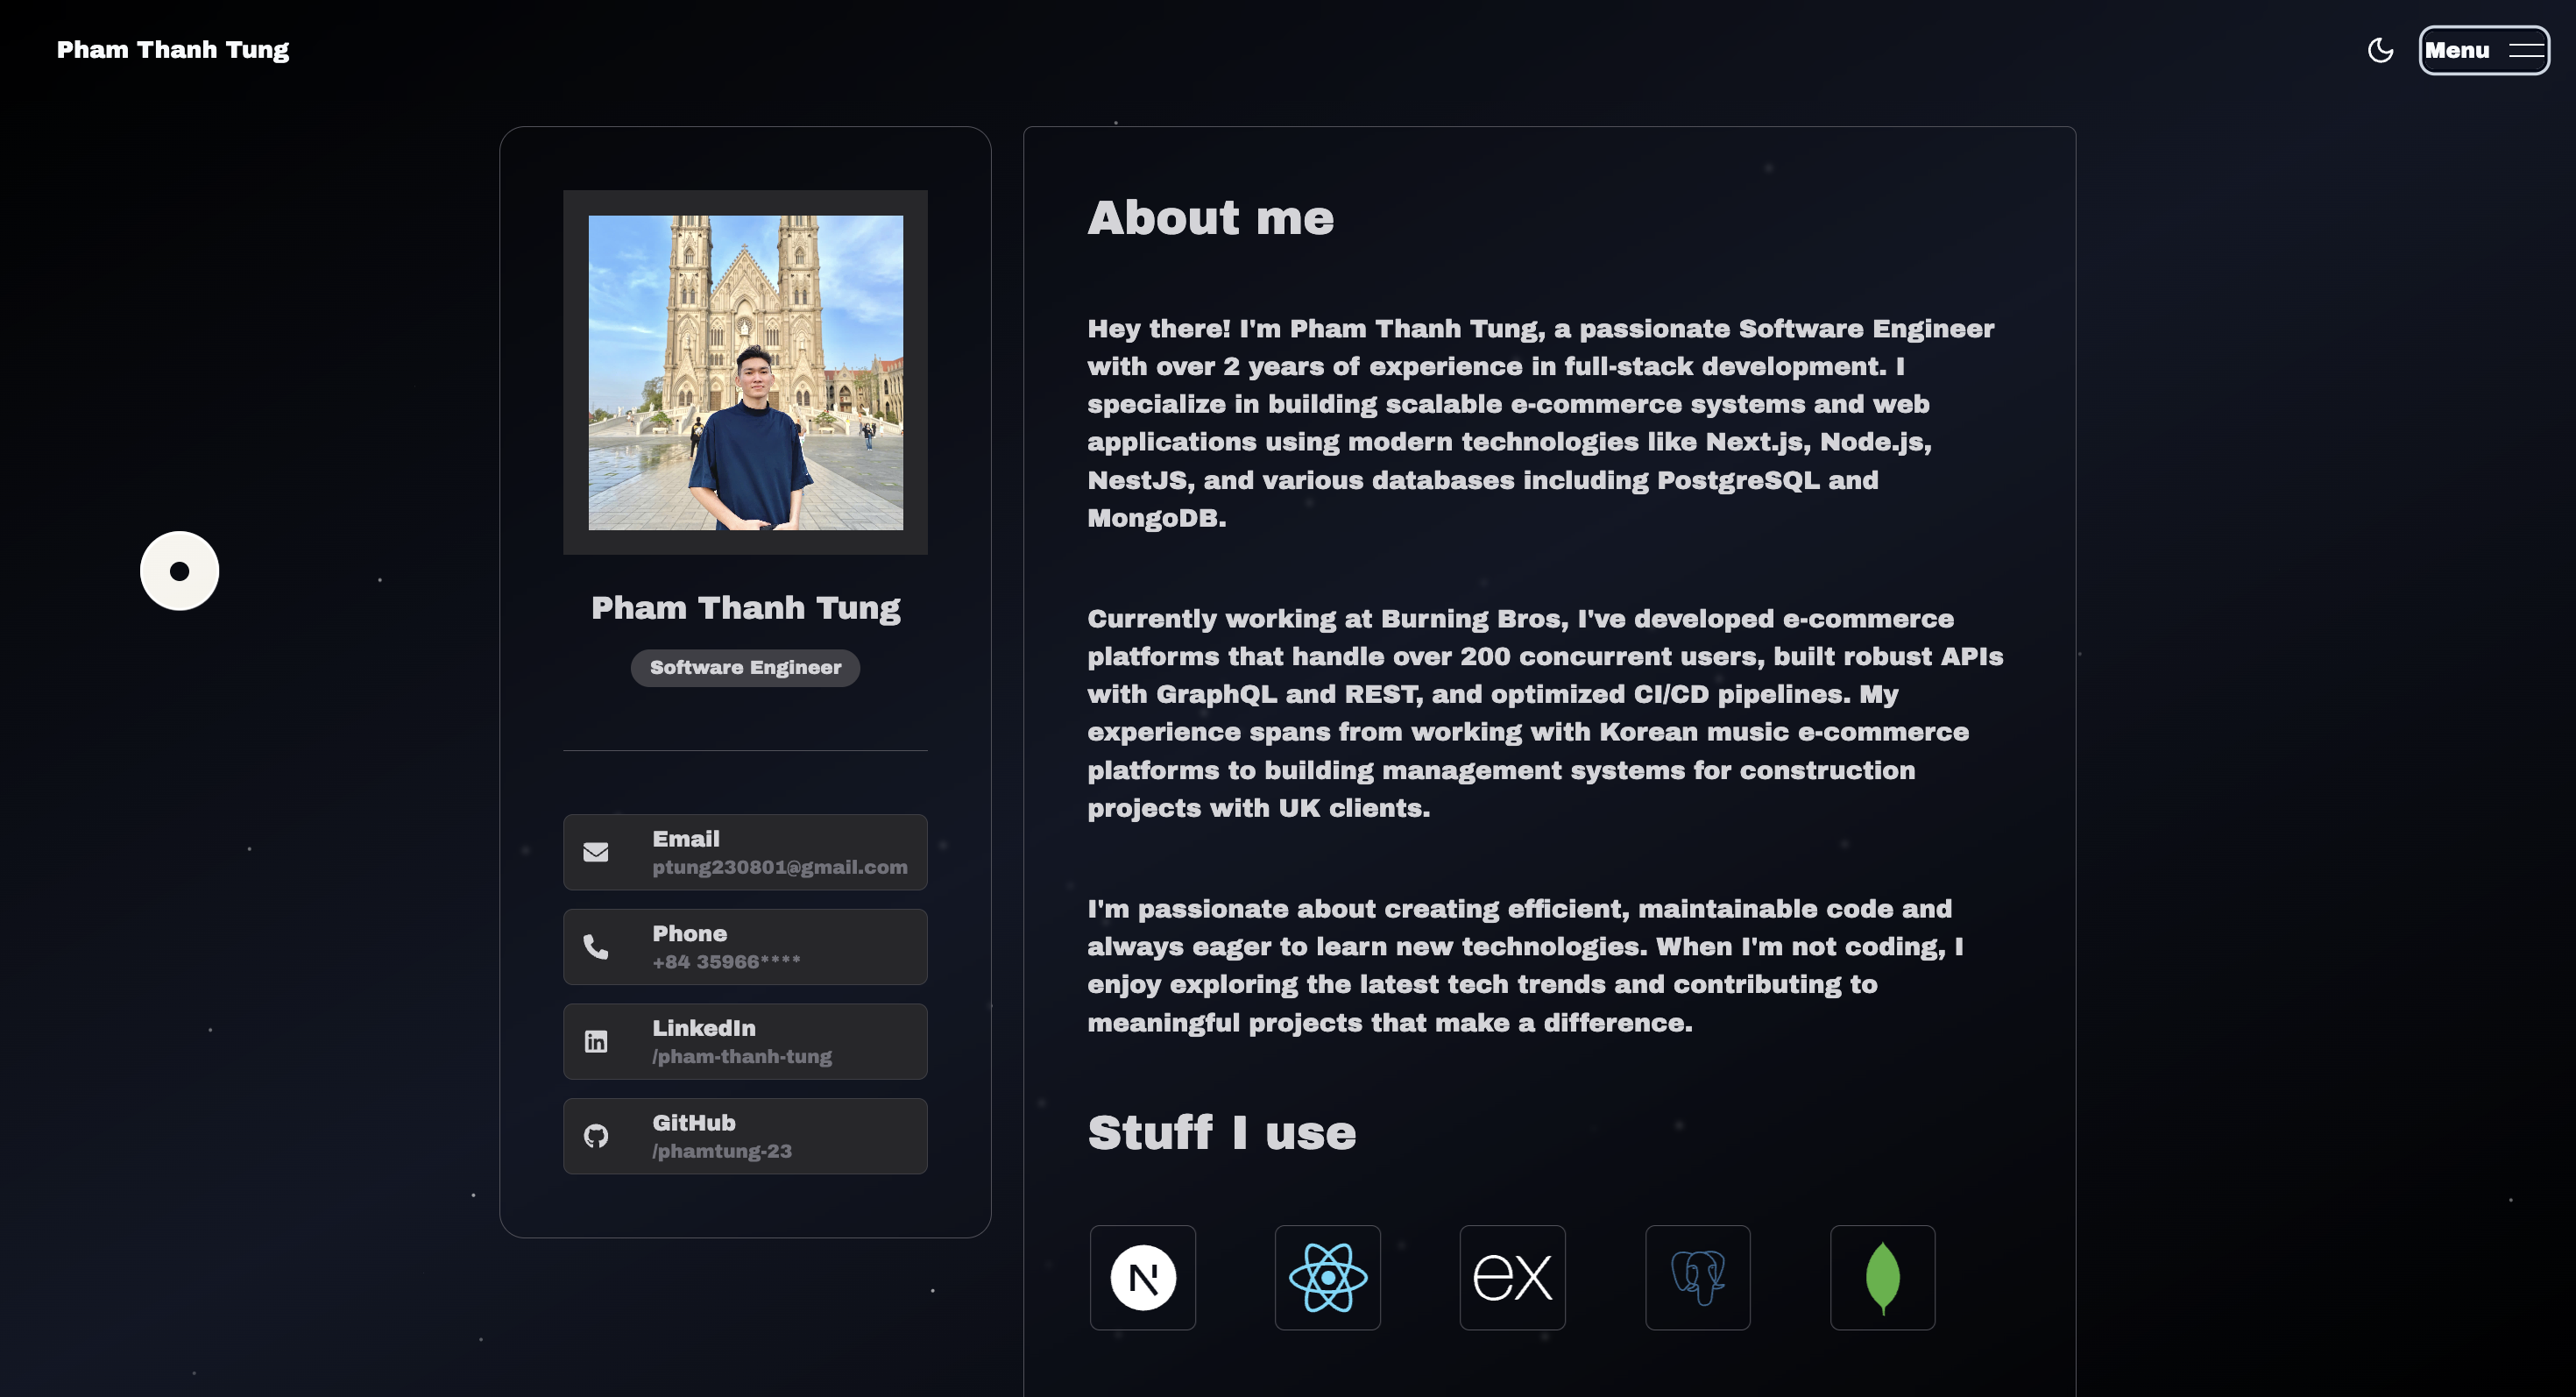 Pham Thanh Tung
Menu
Pham Thanh Tung
Software Engineer
Email
ptung230801@gmail.com
Phone
+84 35966****
LinkedIn
/pham-thanh-tung
GitHub
/phamtung-23
About me
Hey there! I'm Pham Thanh Tung, a passionate Software Engineer
with over 2 years of experience in full-stack development. I
specialize in building scalable e-commerce systems and web
applications using modern technologies like Next.js, Node.js,
NestJS, and various databases including PostgreSQL and
MongoDB.
Currently working at Burning Bros, I've developed e-commerce
platforms that handle over 200 concurrent users, built robust APIs
with GraphQL and REST, and optimized CI/CD pipelines. My
experience spans from working with Korean music e-commerce
platforms to building management systems for construction
projects with UK clients.
I'm passionate about creating efficient, maintainable code and
always eager to learn new technologies. When I'm not coding, I
enjoy exploring the latest tech trends and contributing to
meaningful projects that make a difference.
Stuff I use
N
ex